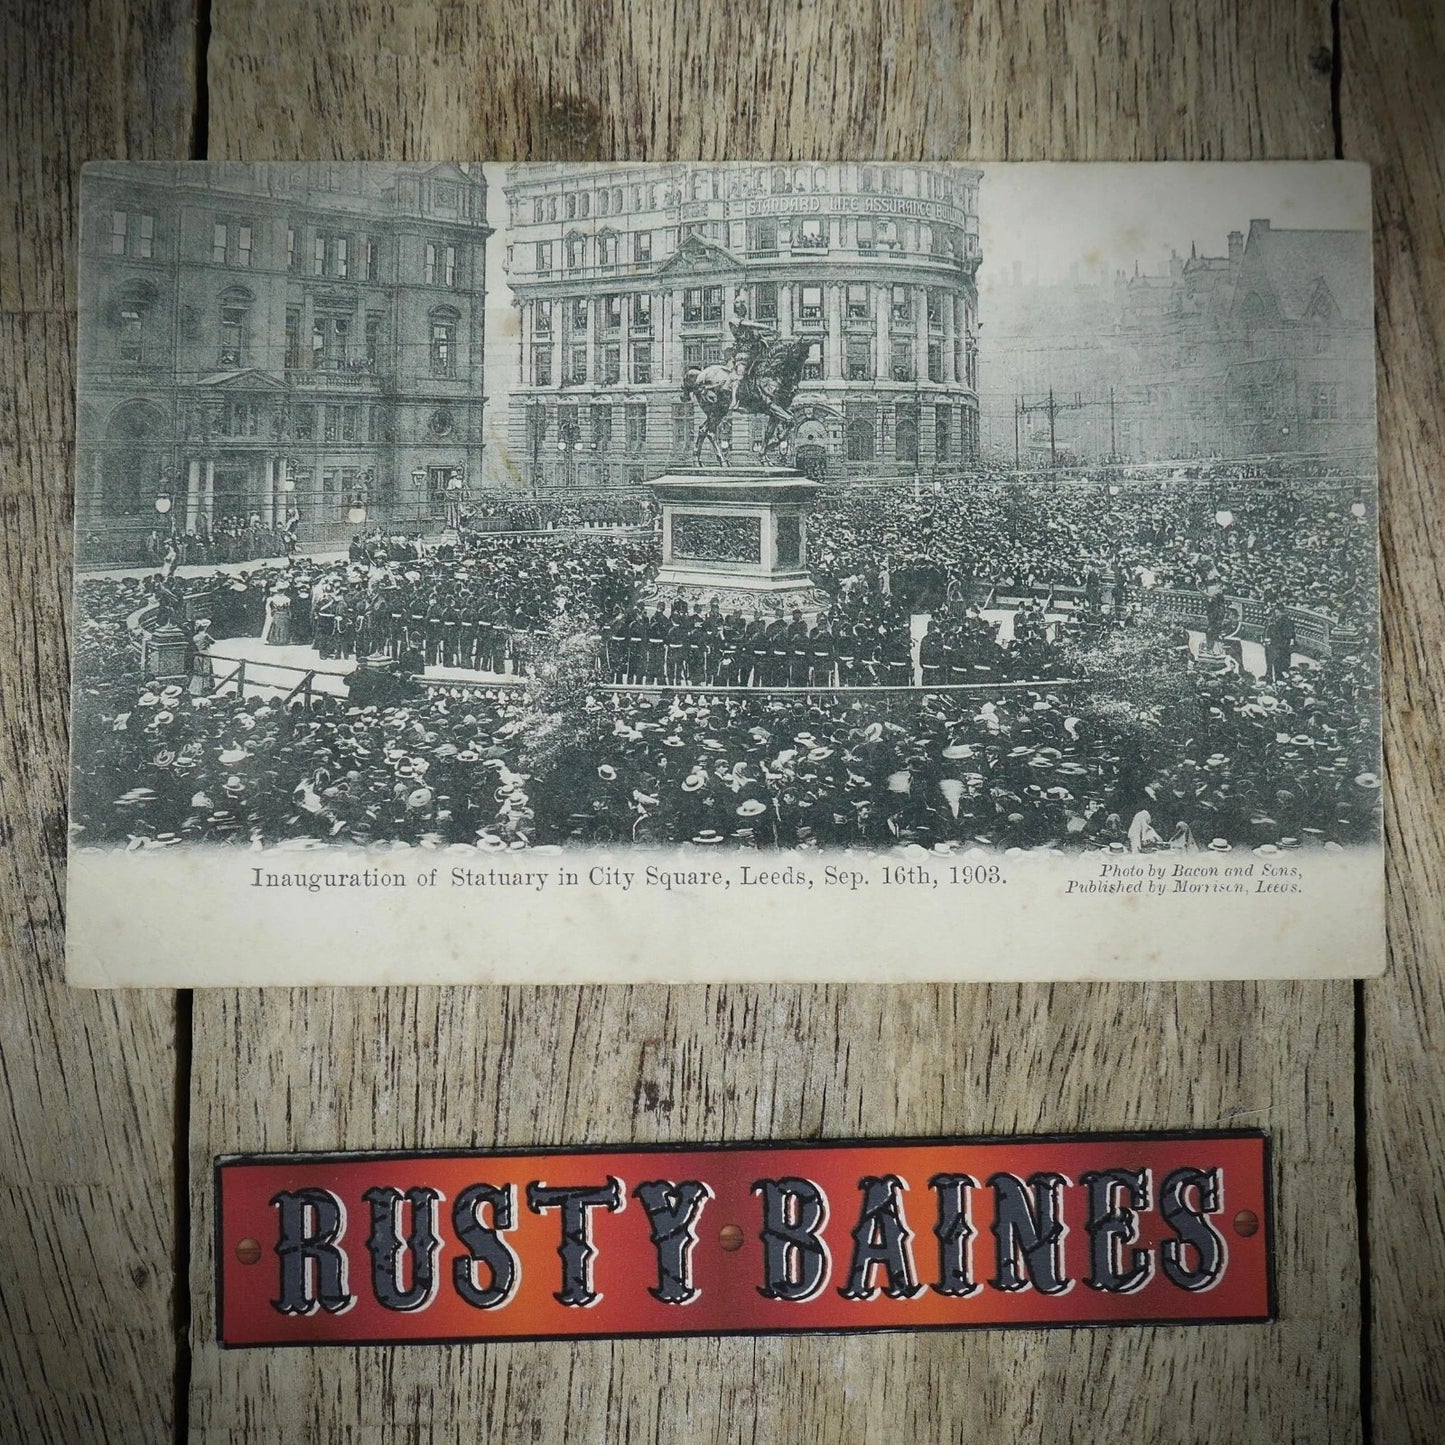 STANDARD LIFE ASSURANCE BUILD
Inauguration of Statuary in City Square, Leeds, Sep. 16th, 1903.
Photo by Bacon and Sons,
Published by Morrison, Leeds.
RUSTY BAINES